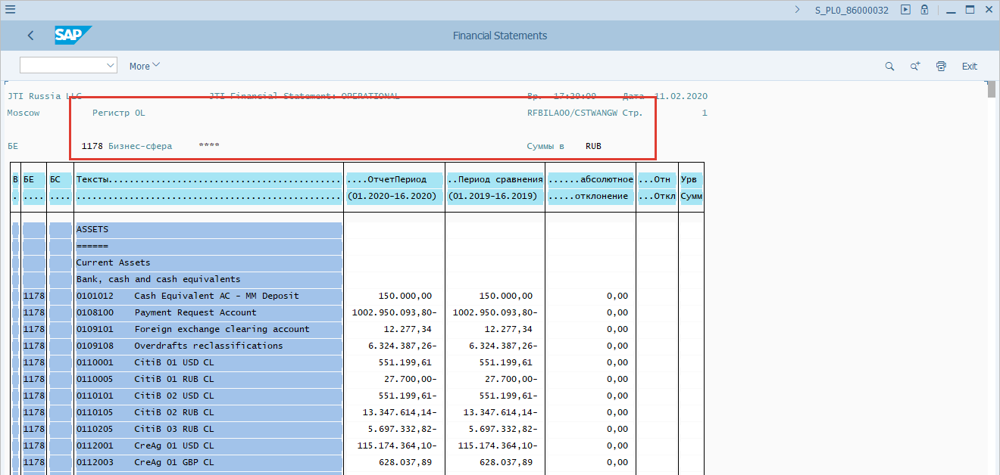 S_PL0_86000032
SAP Financial Statements
More Exit
JTI Russia LLC JTI Financial Statement: OPERATIONAL Вр. 17:29:09 Дата 11.02.2020
Moscow Регистр OL RFBILA00/CSTWANGW Стр. 1
БЕ 1178 Бизнес-сфера **** Суммы в RUB
В БЕ БС Тексты............................................ ....ОтчетПериод ..Период сравнения ......абсолютное ...Отн Урв
. .... .... .................................................. (01.2020-16.2020) (01.2019-16.2019) .....отклонение ...Откл Сумм
ASSETS
======
Current Assets
Bank, cash and cash equivalents
1178 0101012 Cash Equivalent AC - MM Deposit 150.000,00 150.000,00 0,00
1178 0108100 Payment Request Account 1002.950.093,80- 1002.950.093,80- 0,00
1178 0109101 Foreign exchange clearing account 12.277,34 12.277,34 0,00
1178 0109108 Overdrafts reclassifications 6.324.387,26- 6.324.387,26- 0,00
1178 0110001 CitiB 01 USD CL 551.199,61 551.199,61 0,00
1178 0110005 CitiB 01 RUB CL 27.700,00- 27.700,00- 0,00
1178 0110101 CitiB 02 USD CL 551.199,61- 551.199,61- 0,00
1178 0110105 CitiB 02 RUB CL 13.347.614,14- 13.347.614,14- 0,00
1178 0110205 CitiB 03 RUB CL 5.697.332,82- 5.697.332,82- 0,00
1178 0112001 CreAg 01 USD CL 115.174.364,10- 115.174.364,10- 0,00
1178 0112003 CreAg 01 GBP CL 628.037,89 628.037,89 0,00